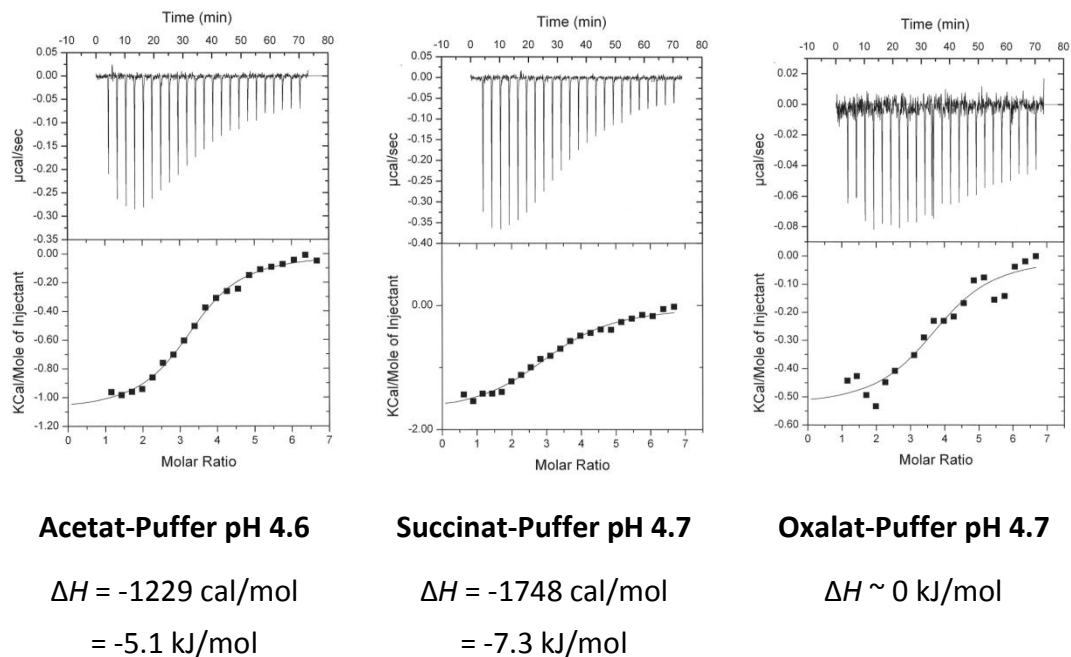 Time (min)
-10 0 10 20 30 40 50 60 70 80
0.05
0.00
-0.05
-0.10
-0.15
-0.20
-0.25
-0.30
0.35
µcal/sec
0.00
-0.20
-0.40
-0.60
-0.80
-1.00
-1.20
KCal/Mole of Injectant
0 1 2 3 4 5 6 7
Molar Ratio
Time (min)
-10 0 10 20 30 40 50 60 70 80
0.05
0.00
-0.05
-0.10
-0.15
-0.20
-0.25
-0.30
-0.35
-0.40
µcal/sec
0.00
-2.00
KCal/Mole of Injectant
0 1 2 3 4 5 6 7
Molar Ratio
Time (min)
-10 0 10 20 30 40 50 60 70 80
0.02
0.00
-0.02
-0.04
-0.06
-0.08
µcal/sec
0.00
-0.10
-0.20
-0.30
-0.40
-0.50
-0.60
KCal/Mole of Injectant
0 1 2 3 4 5 6 7
Molar Ratio
Acetat-Puffer pH 4.6
ΔH = -1229 cal/mol
= -5.1 kJ/mol
Succinat-Puffer pH 4.7
ΔH = -1748 cal/mol
= -7.3 kJ/mol
Oxalat-Puffer pH 4.7
ΔH ~ 0 kJ/mol